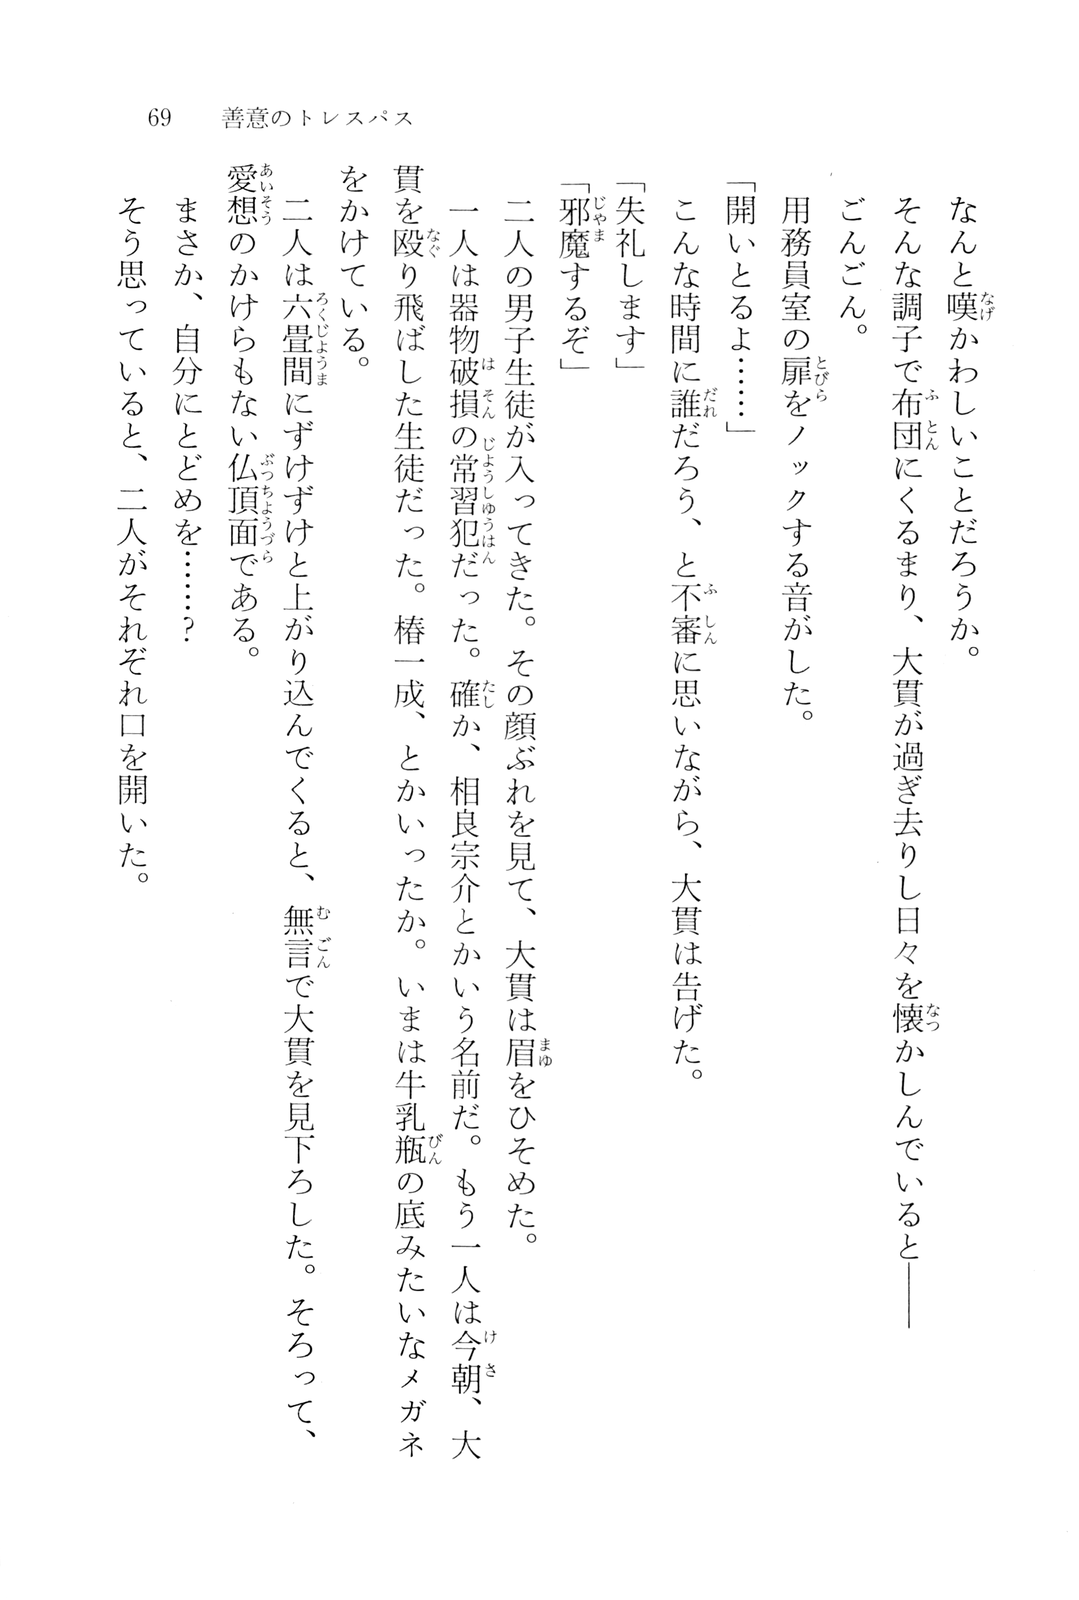 69　善意のトレスパス
なんと嘆かわしいことだろうか。
そんな調子で布団にくるまり、大貫が過ぎ去りし日々を懐かしんでいると――
ごんごん。
用務員室の扉をノックする音がした。
「開いとるよ……」
こんな時間に誰だろう、と不審に思いながら、大貫は告げた。
「失礼します」
「邪魔するぞ」
二人の男子生徒が入ってきた。その顔ぶれを見て、大貫は眉をひそめた。
一人は器物破損の常習犯だった。確か、相良宗介とかいう名前だ。もう一人は今朝、大
貫を殴り飛ばした生徒だった。椿一成、とかいったか。いまは牛乳瓶の底みたいなメガネ
をかけている。
二人は六畳間にずけずけと上がり込んでくると、無言で大貫を見下ろした。そろって、
愛想のかけらもない仏頂面である。
まさか、自分にとどめを……?
そう思っていると、二人がそれぞれ口を開いた。